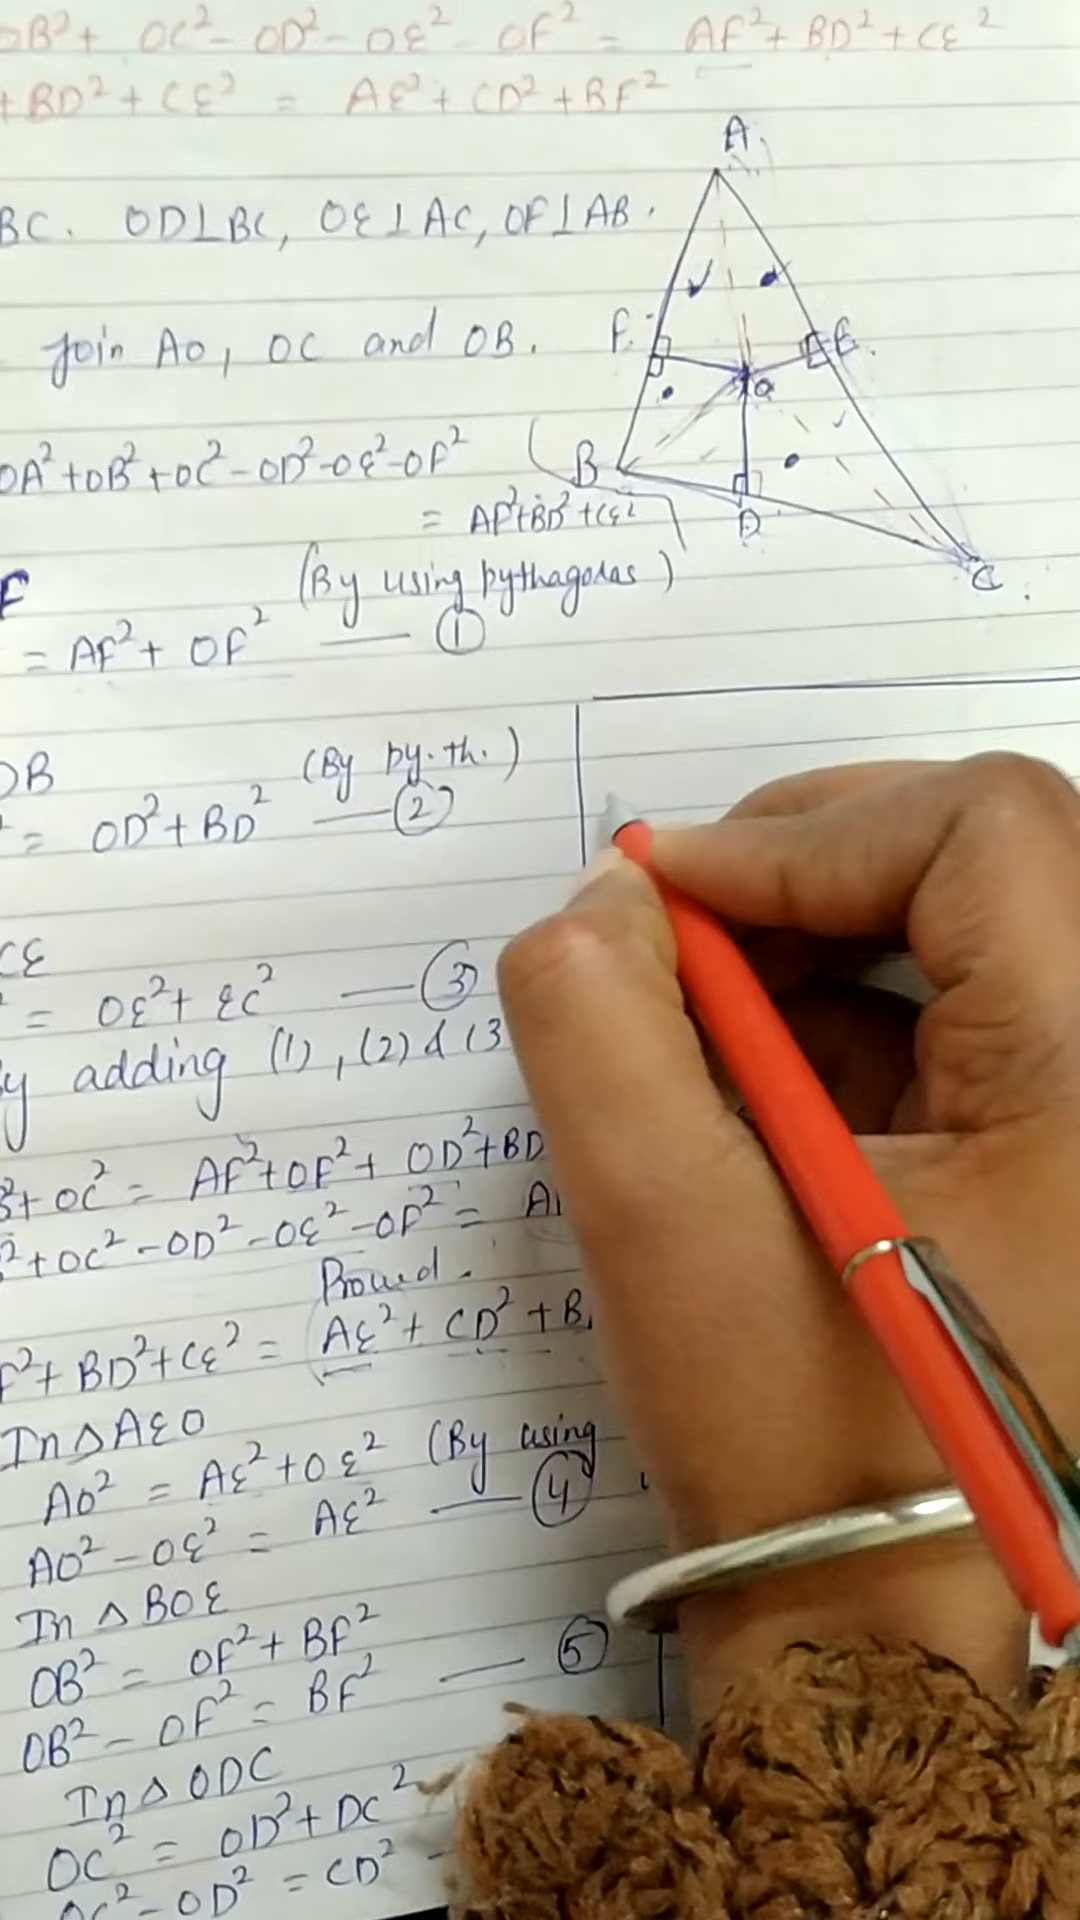 OB²+ OC²- OD²- OE²- OF² = AF²+ BD²+CE²
+BD²+CE² = AE²+CD²+BF²
A.
BC. OD⊥BC, OE⊥AC, OF⊥AB.
Join AO, OC and OB.
F. O E.
OA²+OB²+OC²-OD²-OE²-OF²
B
= AF²+BD²+CE²
D C
F (By using pythagoras)
= AF²+ OF² — ①
OB (By py. th.)
²= OD²+BD² — ②
CE
²= OE²+ EC² — ③
By adding (1), (2) & (3
B²+ OC² = AF²+OF²+ OD²+BD
²+OC²-OD²-OE²-OF² = A
Proued.
F²+BD²+CE² = AE²+ CD²+B
In △AEO
AO² = AE²+OE² (By using
AO²-OE² = AE² — ④
In △ BOE
OB² = OF²+ BF²
OB²- OF² = BF² — ⑤
In △ ODC
OC² = OD²+DC²
OC²-OD² = CD² -